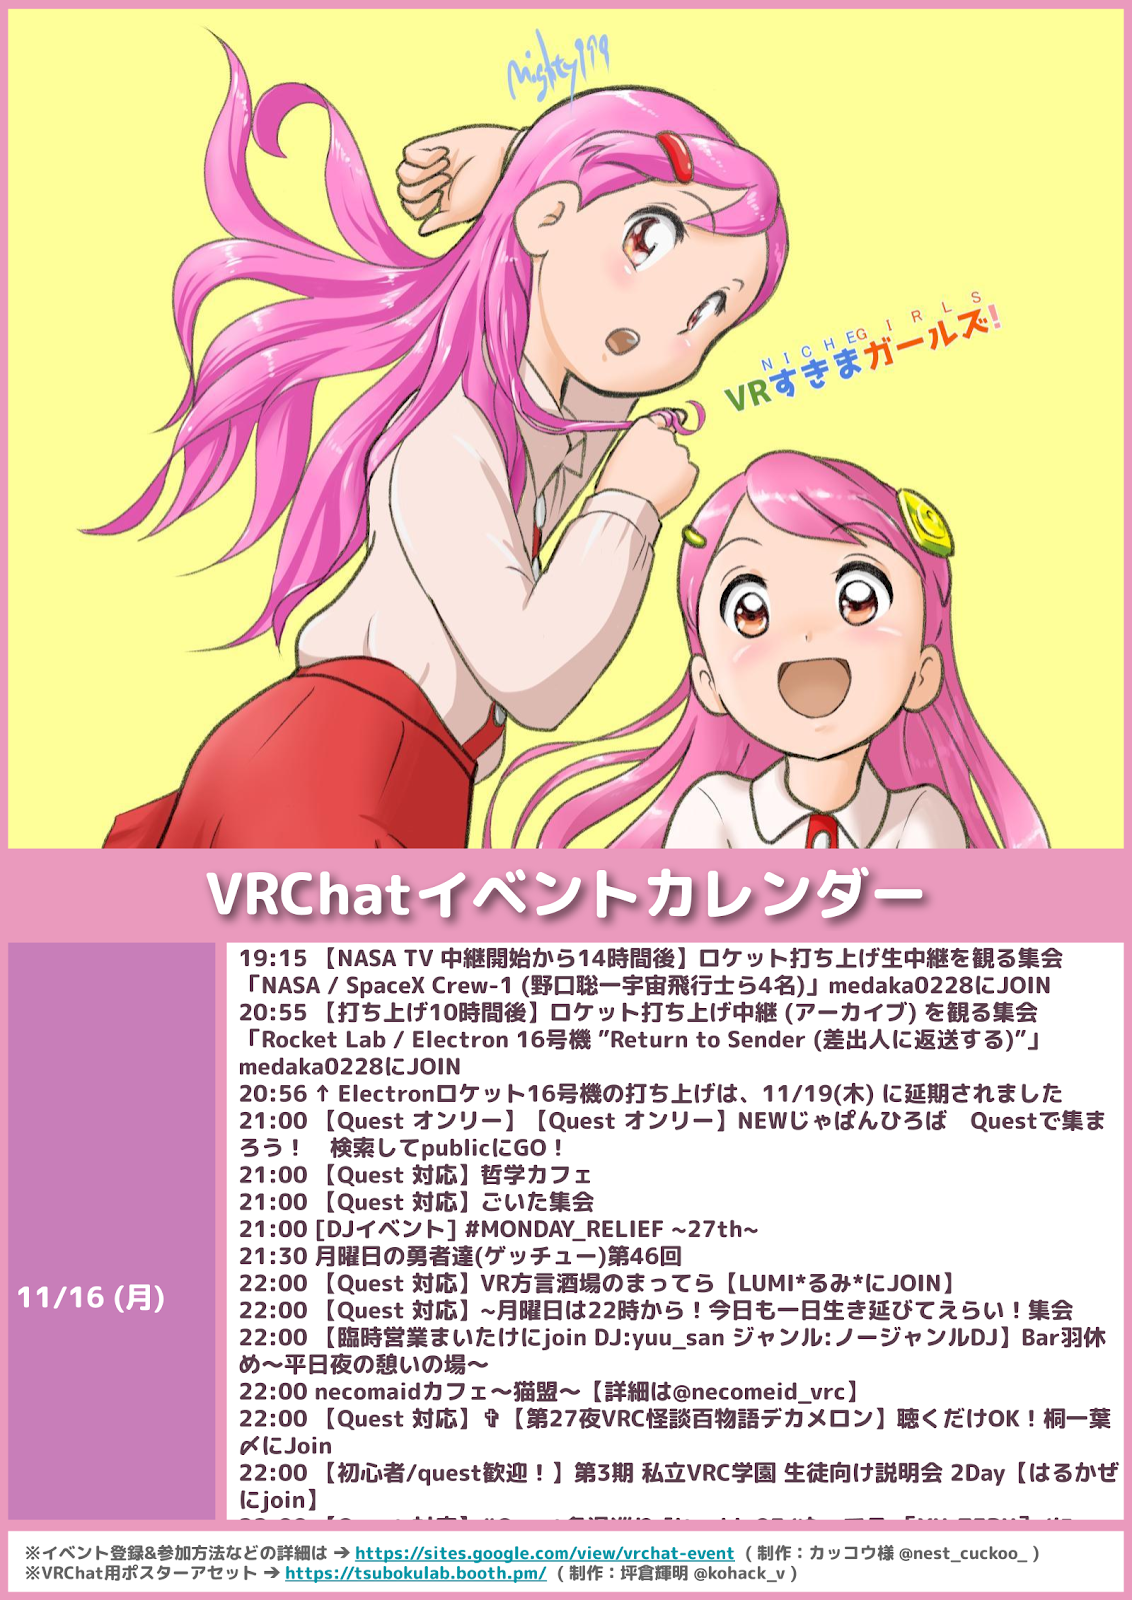 mighty199
NICHE GIRLS
VRすきまガールズ!
VRChatイベントカレンダー
11/16 (月)
19:15 【NASA TV 中継開始から14時間後】ロケット打ち上げ生中継を観る集会
「NASA / SpaceX Crew-1 (野口聡一宇宙飛行士ら4名)」medaka0228にJOIN
20:55 【打ち上げ10時間後】ロケット打ち上げ中継 (アーカイブ) を観る集会
「Rocket Lab / Electron 16号機 ”Return to Sender (差出人に返送する)”」
medaka0228にJOIN
20:56 ↑ Electronロケット16号機の打ち上げは、11/19(木) に延期されました
21:00 【Quest オンリー】【Quest オンリー】NEWじゃぱんひろば　Questで集ま
ろう！　検索してpublicにGO！
21:00 【Quest 対応】哲学カフェ
21:00 【Quest 対応】ごいた集会
21:00 [DJイベント] #MONDAY_RELIEF ~27th~
21:30 月曜日の勇者達(ゲッチュー)第46回
22:00 【Quest 対応】VR方言酒場のまってら【LUMI*るみ*にJOIN】
22:00 【Quest 対応】~月曜日は22時から！今日も一日生き延びてえらい！集会
22:00 【臨時営業まいたけにjoin DJ:yuu_san ジャンル:ノージャンルDJ】Bar羽休
め～平日夜の憩いの場～
22:00 necomaidカフェ～猫盟～【詳細は@necomeid_vrc】
22:00 【Quest 対応】✞【第27夜VRC怪談百物語デカメロン】聴くだけOK！桐一葉
〆にJoin
22:00 【初心者/quest歓迎！】第3期 私立VRC学園 生徒向け説明会 2Day【はるかぜ
にjoin】
※イベント登録&参加方法などの詳細は ➔ https://sites.google.com/view/vrchat-event ( 制作：カッコウ様 @nest_cuckoo_ )
※VRChat用ポスターアセット ➔ https://tsubokulab.booth.pm/ ( 制作：坪倉輝明 @kohack_v )